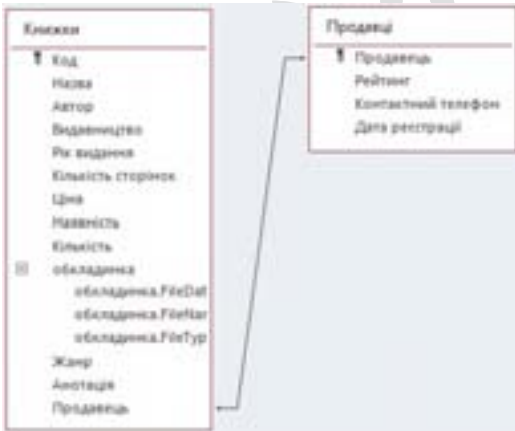 Книжки
Код
Назва
Автор
Видавництво
Рік видання
Кількість сторінок
Ціна
Наявність
Кількість
обкладинка
обкладинка.FileDat
обкладинка.FileNar
обкладинка.FileTyp
Жанр
Анотація
Продавець
Продавці
Продавець
Рейтинг
Контактний телефон
Дата реєстрації